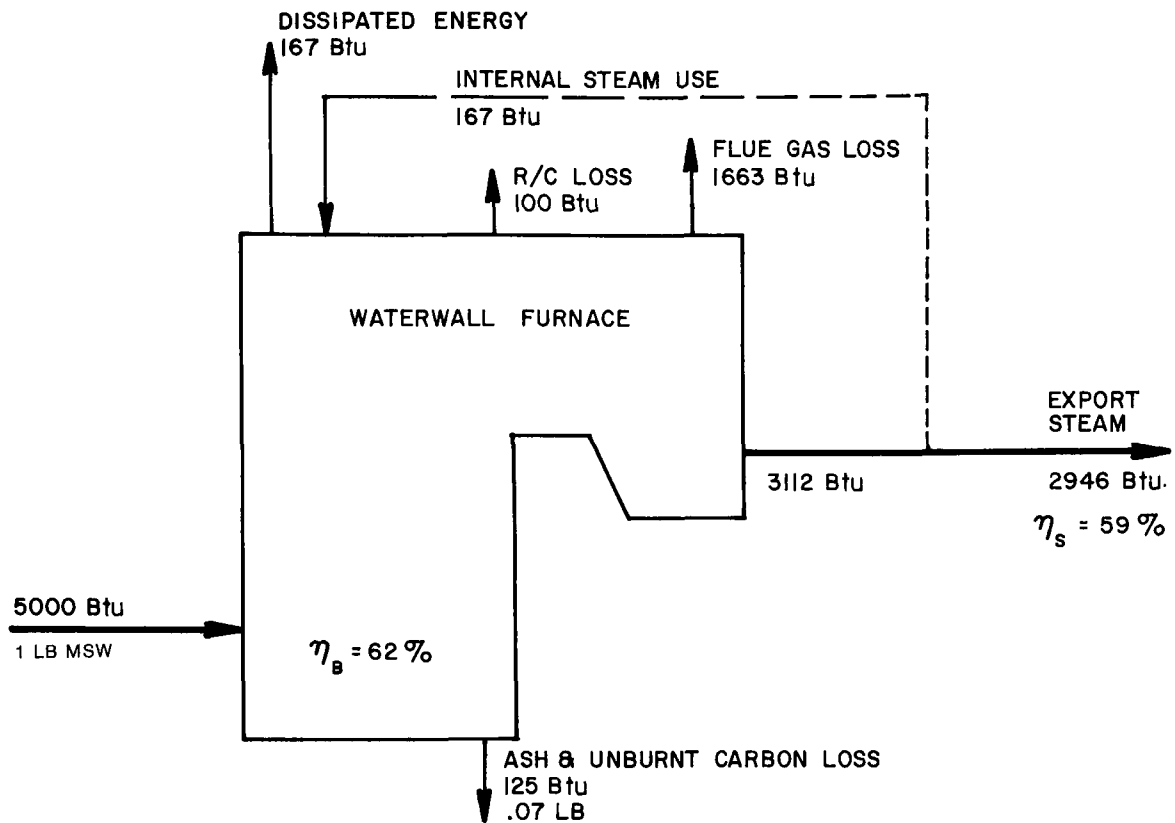 DISSIPATED ENERGY
167 Btu
INTERNAL STEAM USE
167 Btu
R/C LOSS
100 Btu
FLUE GAS LOSS
1663 Btu
WATERWALL FURNACE
EXPORT
STEAM
3112 Btu
2946 Btu.
η_S = 59 %
5000 Btu
1 LB MSW
η_B = 62 %
ASH & UNBURNT CARBON LOSS
125 Btu
.07 LB